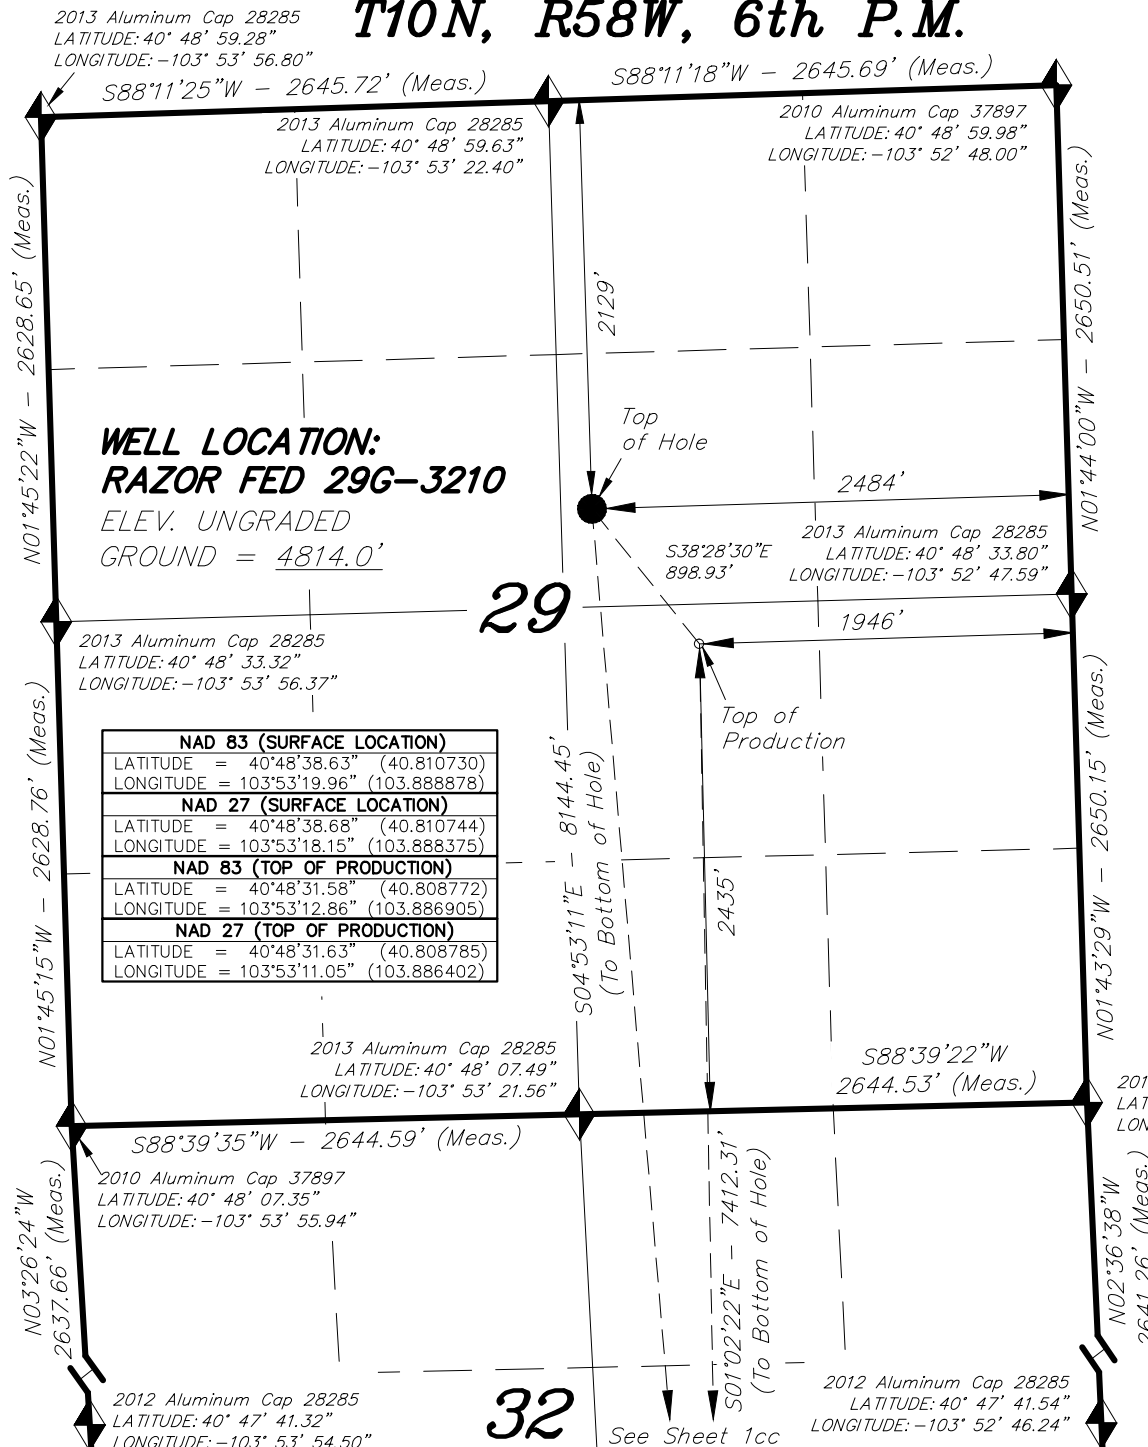 T10N, R58W, 6th P.M.
2013 Aluminum Cap 28285
LATITUDE: 40° 48' 59.28"
LONGITUDE: -103° 53' 56.80"
S88°11'25"W - 2645.72' (Meas.)
S88°11'18"W - 2645.69' (Meas.)
2013 Aluminum Cap 28285
LATITUDE: 40° 48' 59.63"
LONGITUDE: -103° 53' 22.40"
2010 Aluminum Cap 37897
LATITUDE: 40° 48' 59.98"
LONGITUDE: -103° 52' 48.00"
N01°45'22"W - 2628.65' (Meas.)
2129'
N01°44'00"W - 2650.51' (Meas.)
WELL LOCATION:
RAZOR FED 29G-3210
ELEV. UNGRADED
GROUND = 4814.0'
Top
of Hole
2484'
S38°28'30"E
898.93'
2013 Aluminum Cap 28285
LATITUDE: 40° 48' 33.80"
LONGITUDE: -103° 52' 47.59"
29
1946'
2013 Aluminum Cap 28285
LATITUDE: 40° 48' 33.32"
LONGITUDE: -103° 53' 56.37"
Top of
Production
NAD 83 (SURFACE LOCATION)
LATITUDE = 40°48'38.63" (40.810730)
LONGITUDE = 103°53'19.96" (103.888878)
NAD 27 (SURFACE LOCATION)
LATITUDE = 40°48'38.68" (40.810744)
LONGITUDE = 103°53'18.15" (103.888375)
NAD 83 (TOP OF PRODUCTION)
LATITUDE = 40°48'31.58" (40.808772)
LONGITUDE = 103°53'12.86" (103.886905)
NAD 27 (TOP OF PRODUCTION)
LATITUDE = 40°48'31.63" (40.808785)
LONGITUDE = 103°53'11.05" (103.886402)
N01°45'15"W - 2628.76' (Meas.)
S04°53'11"E - 8144.45'
(To Bottom of Hole)
2435'
N01°43'29"W - 2650.15' (Meas.)
2013 Aluminum Cap 28285
LATITUDE: 40° 48' 07.49"
LONGITUDE: -103° 53' 21.56"
S88°39'22"W
2644.53' (Meas.)
201
LAT
LON
S88°39'35"W - 2644.59' (Meas.)
2010 Aluminum Cap 37897
LATITUDE: 40° 48' 07.35"
LONGITUDE: -103° 53' 55.94"
N03°26'24"W
2637.66' (Meas.)
S01°02'22"E - 7412.31'
(To Bottom of Hole)
N02°36'38"W
2641.26' (Meas.)
2012 Aluminum Cap 28285
LATITUDE: 40° 47' 41.32"
LONGITUDE: -103° 53' 54.50"
32
2012 Aluminum Cap 28285
LATITUDE: 40° 47' 41.54"
LONGITUDE: -103° 52' 46.24"
See Sheet 1cc